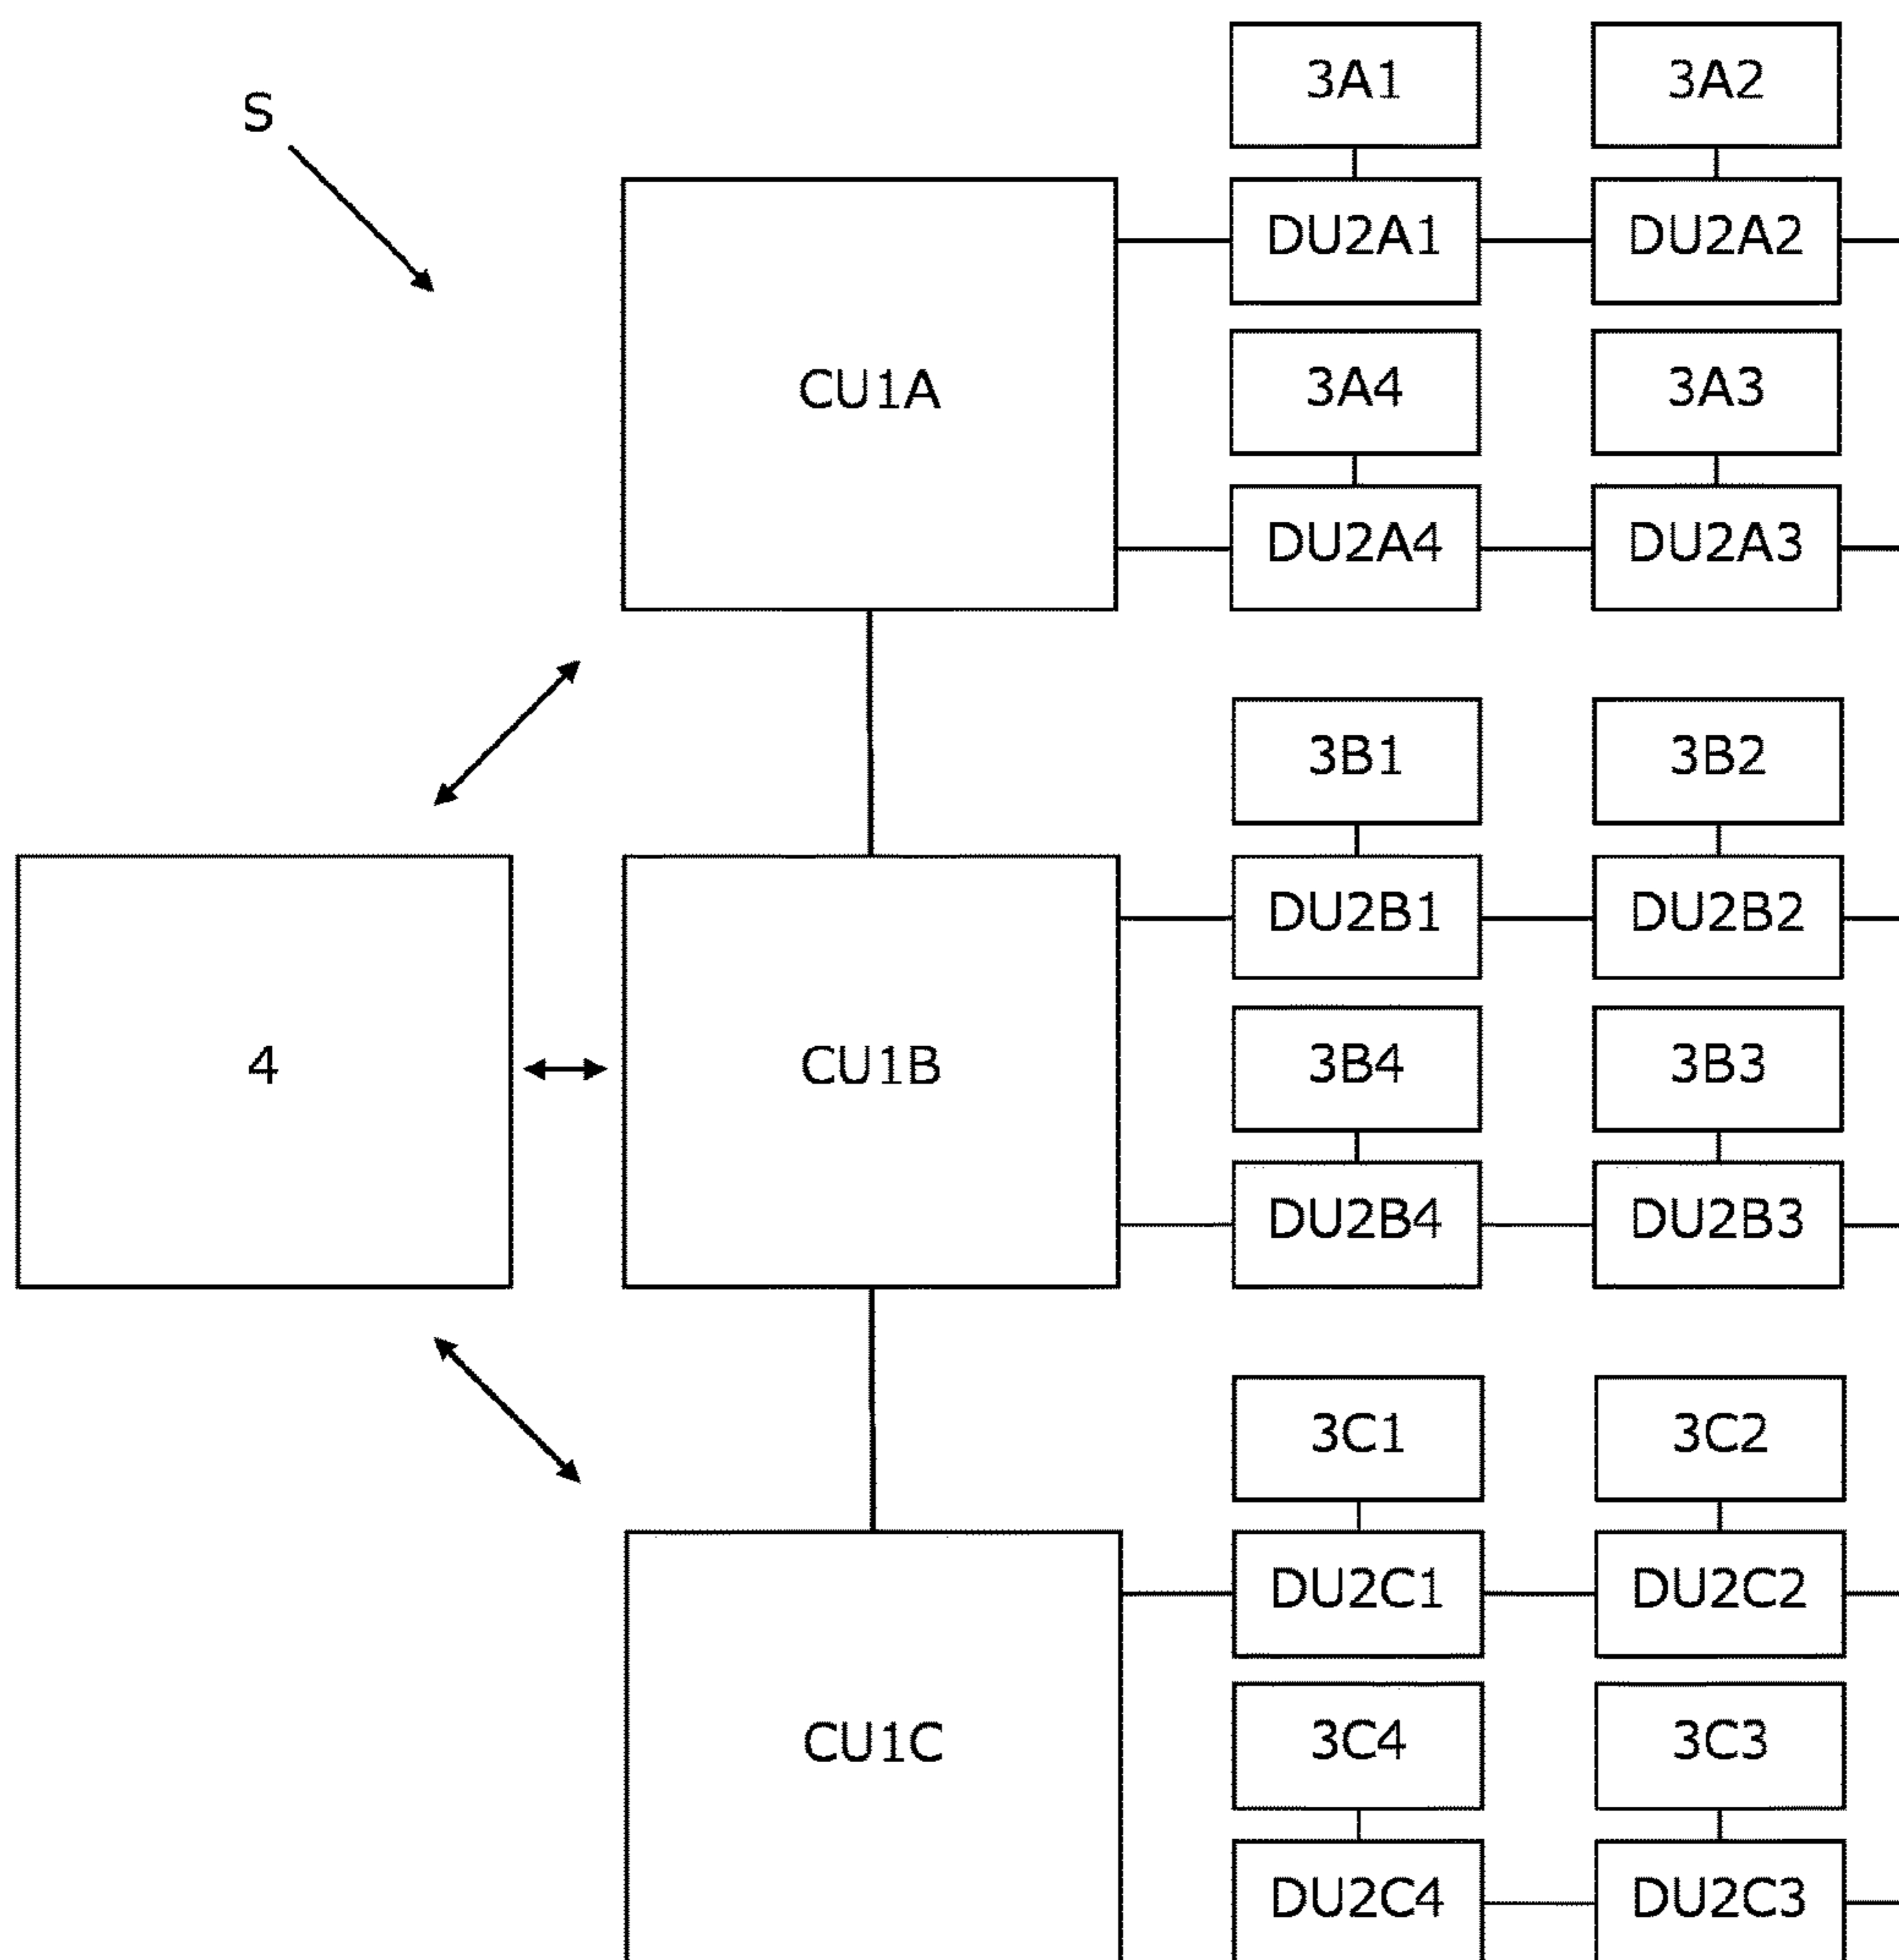 3A1 3A2
S
DU2A1 DU2A2
CU1A 3A4 3A3
DU2A4 DU2A3
3B1 3B2
DU2B1 DU2B2
4 CU1B 3B4 3B3
DU2B4 DU2B3
3C1 3C2
DU2C1 DU2C2
CU1C 3C4 3C3
DU2C4 DU2C3